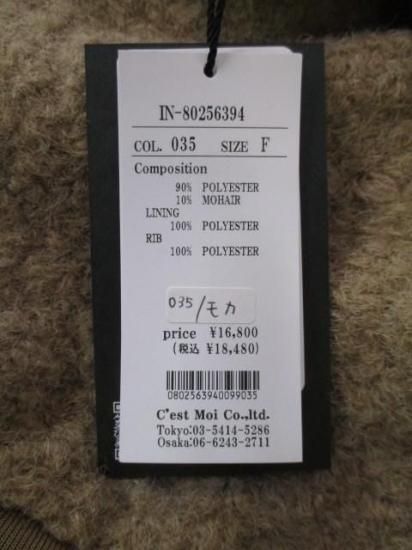 IN-80256394
COL. 035 SIZE F
Composition
90% POLYESTER
10% MOHAIR
LINING
100% POLYESTER
RIB
100% POLYESTER
035/モカ
price ¥16,800
(税込 ¥18,480)
0802563940099035
C'est Moi Co.,ltd.
Tokyo:03-5414-5286
Osaka:06-6243-2711